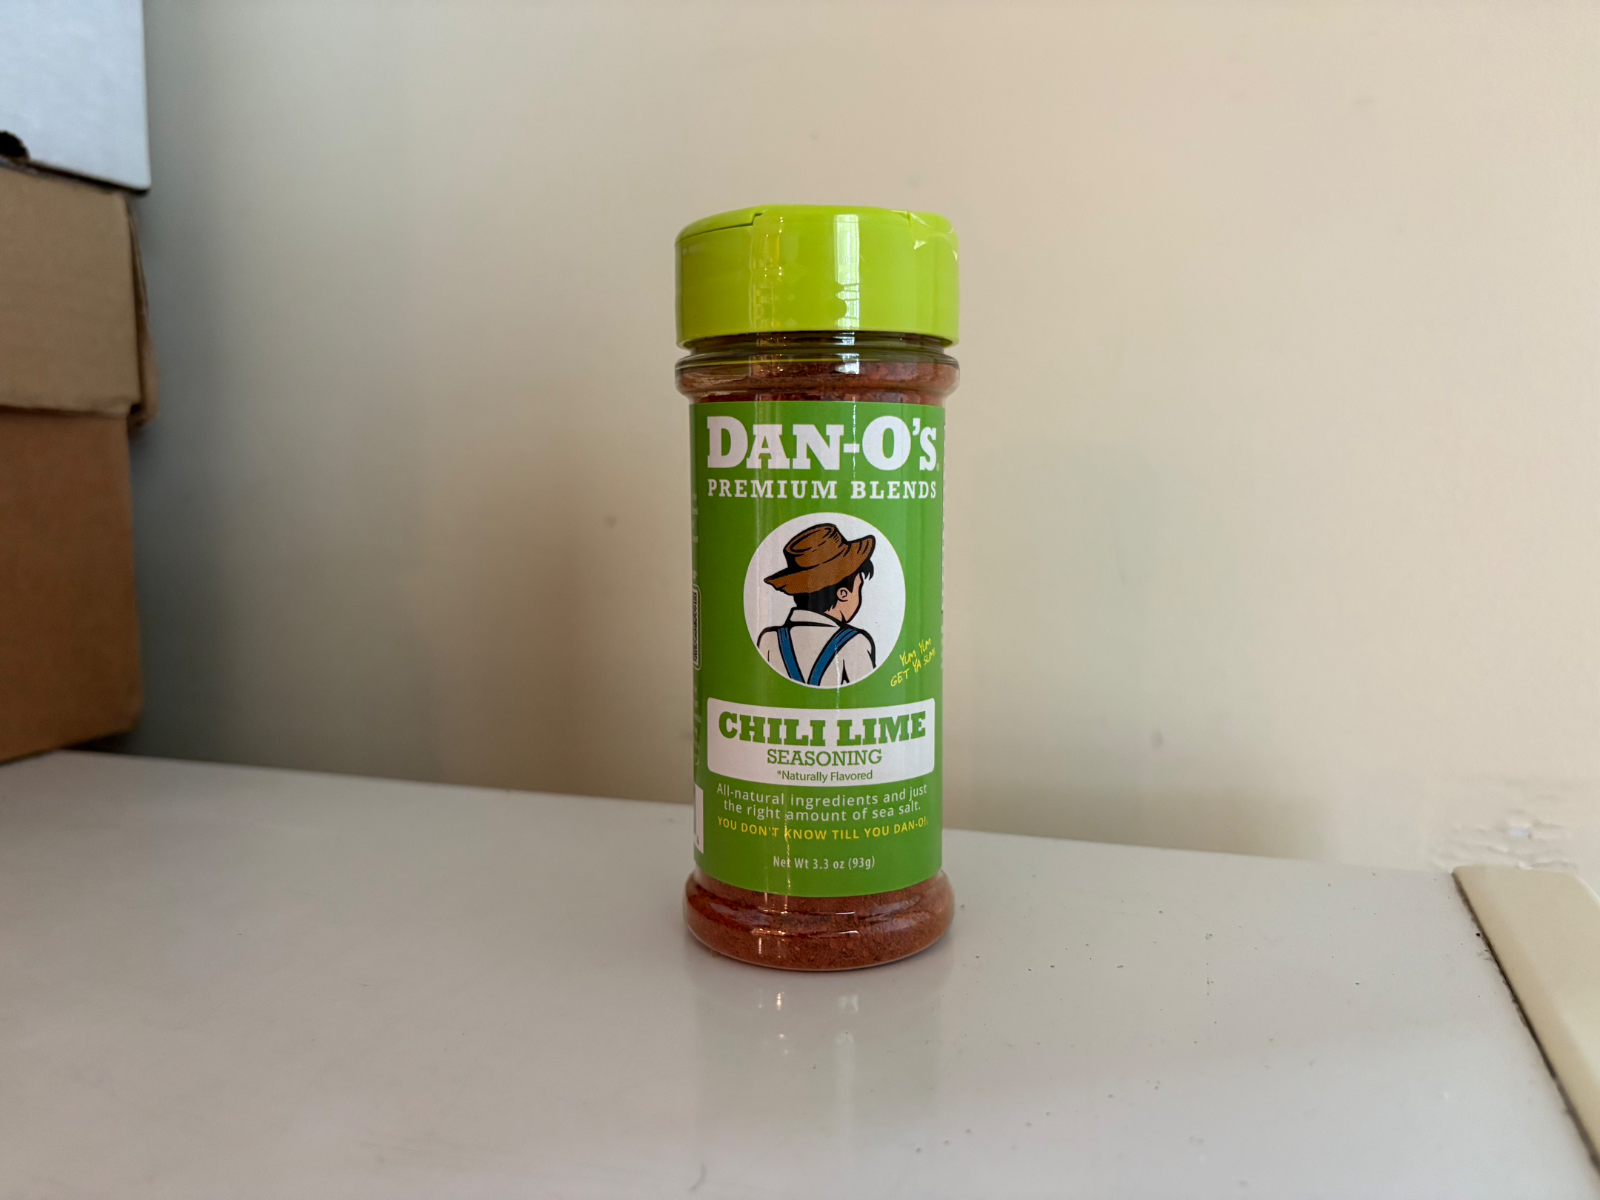 DAN-O's
PREMIUM BLENDS
YUM YUM
GET YA SUM!
CHILI LIME
SEASONING
*Naturally Flavored
All-natural ingredients and just
the right amount of sea salt.
YOU DON'T KNOW TILL YOU DAN-O!
Net Wt 3.3 oz (93g)